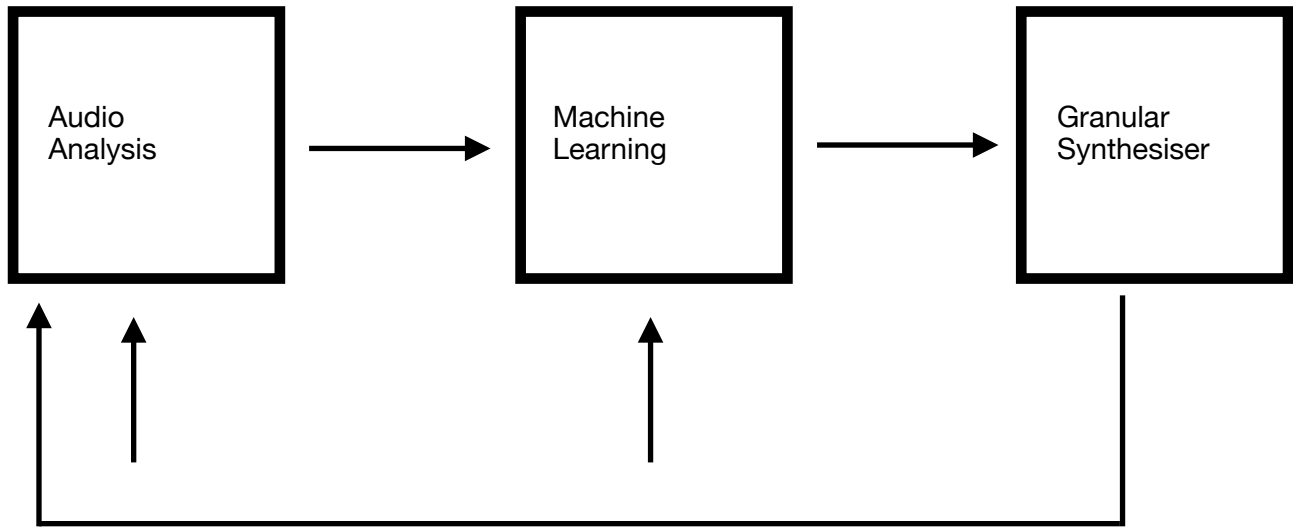 Audio
Analysis
Machine
Learning
Granular
Synthesiser